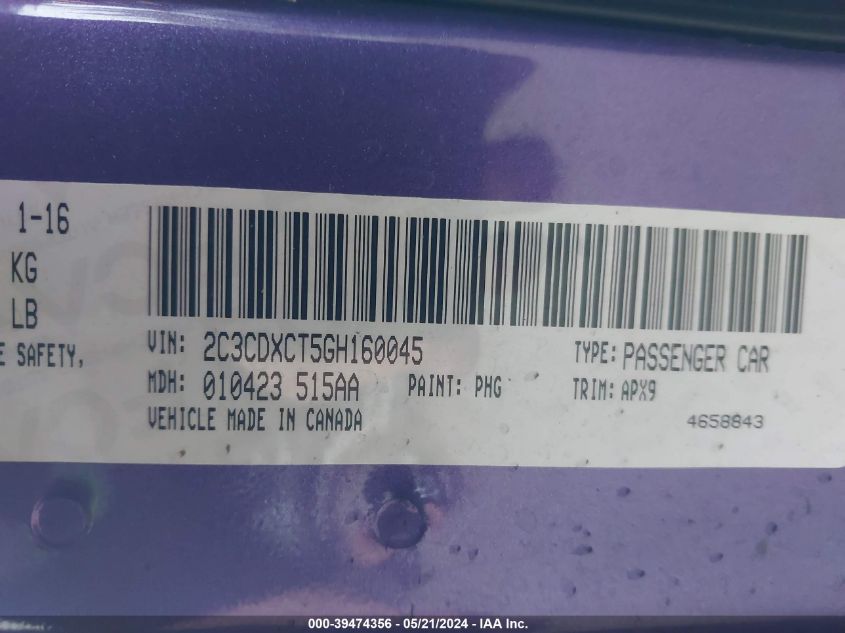 1-16
KG
LB
E SAFETY,
VIN: 2C3CDXCT5GH160045 TYPE: PASSENGER CAR
MDH: 010423 515AA PAINT: PHG TRIM: APX9
VEHICLE MADE IN CANADA 4658843
000-39474356 - 05/21/2024 - IAA Inc.